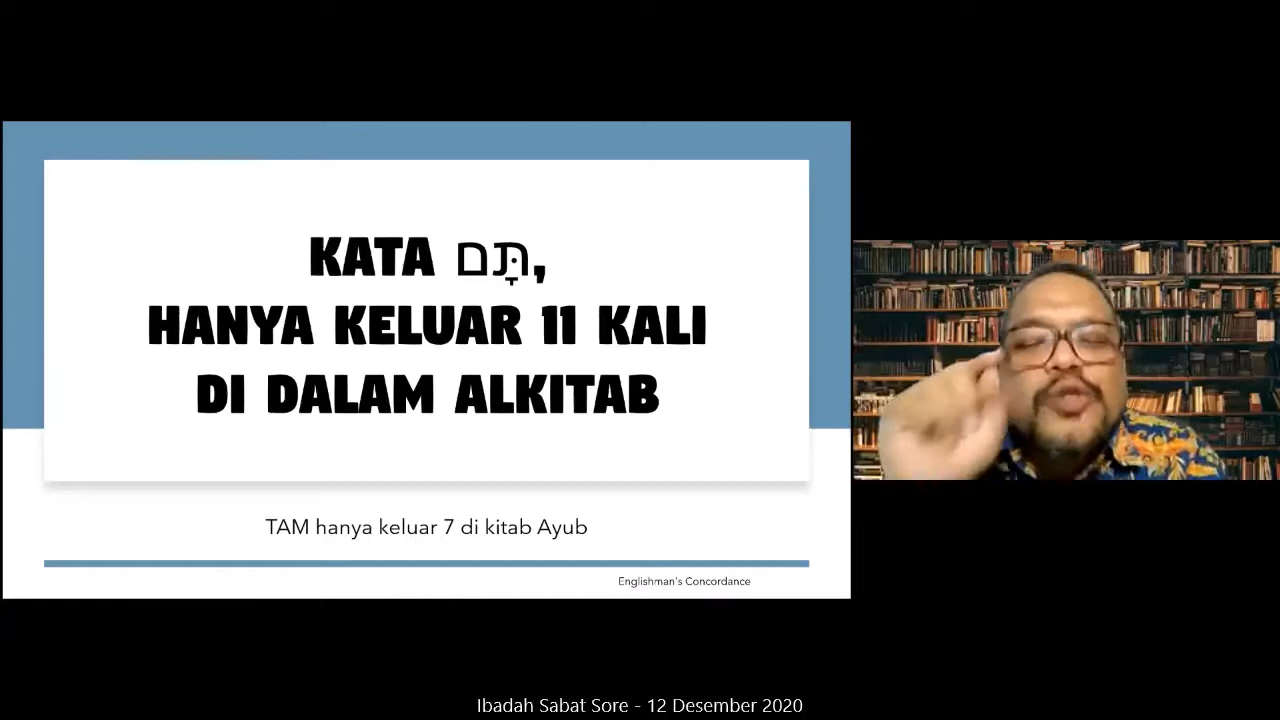 KATA תָּם,
HANYA KELUAR 11 KALI
DI DALAM ALKITAB
TAM hanya keluar 7 di kitab Ayub
Englishman's Concordance
Ibadah Sabat Sore - 12 Desember 2020